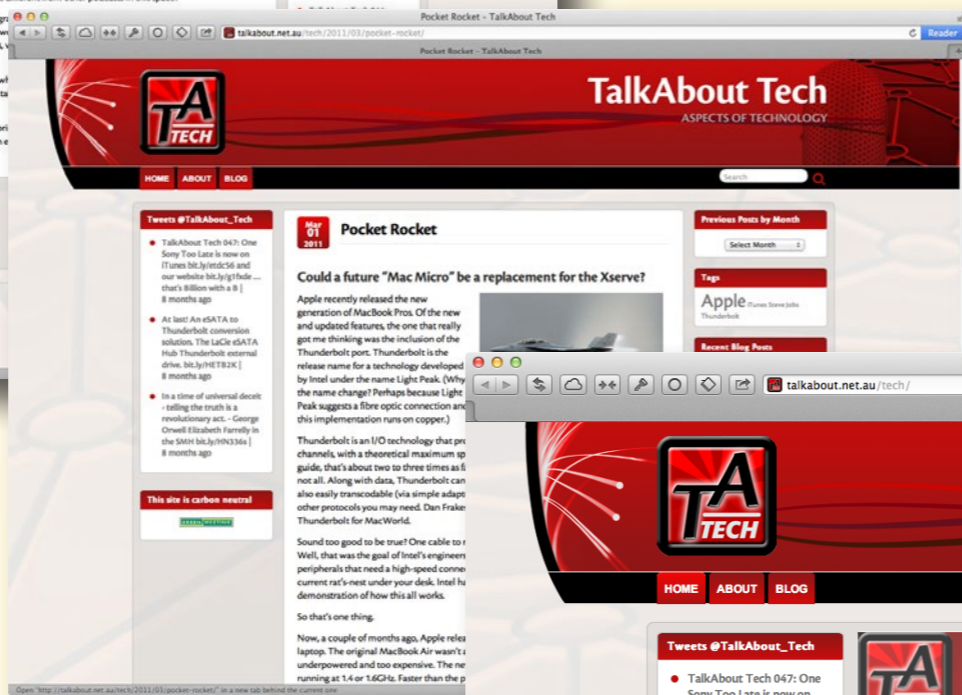 Pocket Rocket - TalkAbout Tech
talkabout.net.au/tech/2011/03/pocket-rocket/
Reader
Pocket Rocket - TalkAbout Tech
TA
TECH
TalkAbout Tech
ASPECTS OF TECHNOLOGY
HOME ABOUT BLOG
Search
Tweets @TalkAbout_Tech
TalkAbout Tech 047: One
Sony Too Late is now on
iTunes bit.ly/etdcS6 and
our website bit.ly/g1fxde ....
that's Billion with a B |
8 months ago
At last! An eSATA to
Thunderbolt conversion
solution. The LaCie eSATA
Hub Thunderbolt external
drive. bit.ly/HETB2K |
8 months ago
In a time of universal deceit
- telling the truth is a
revolutionary act. - George
Orwell Elizabeth Farrelly in
the SMH bit.ly/HN336s |
8 months ago
This site is carbon neutral
Mar
01
2011
Pocket Rocket
Could a future “Mac Micro” be a replacement for the Xserve?
Apple recently released the new
generation of MacBook Pros. Of the new
and updated features, the one that really
got me thinking was the inclusion of the
Thunderbolt port. Thunderbolt is the
release name for a technology developed
by Intel under the name Light Peak. (Why
the name change? Perhaps because Light
Peak suggests a fibre optic connection and
this implementation runs on copper.)
Thunderbolt is an I/O technology that
channels, with a theoretical maximum
guide, that's about two to three times as
not all. Along with data, Thunderbolt can
also easily transcodable (via simple
other protocols you may need. Dan
Thunderbolt for MacWorld.
Sound too good to be true? One cable to
Well, that was the goal of Intel's engineers
peripherals that need a high-speed
current rat's-nest under your desk. Intel
demonstration of how this all works.
So that's one thing.
Now, a couple of months ago, Apple
laptop. The original MacBook Air wasn't
underpowered and too expensive. The
running at 1.4 or 1.6GHz. Faster than the
Previous Posts by Month
Select Month
Tags
Apple iTunes Steve Jobs
Thunderbolt
Recent Blog Posts
Open "http://talkabout.net.au/tech/2011/03/pocket-rocket/" in a new tab behind the current one
talkabout.net.au/tech/
TA
TECH
HOME ABOUT BLOG
Tweets @TalkAbout_Tech
TalkAbout Tech 047: One
Sony Too Late is now on
TA